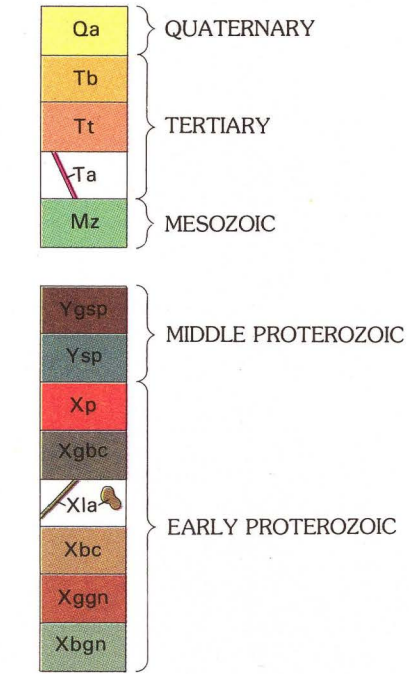 Qa QUATERNARY
Tb
Tt TERTIARY
Ta
Mz MESOZOIC
Ygsp
MIDDLE PROTEROZOIC
Ysp
Xp
Xgbc
Xla
EARLY PROTEROZOIC
Xbc
Xggn
Xbgn